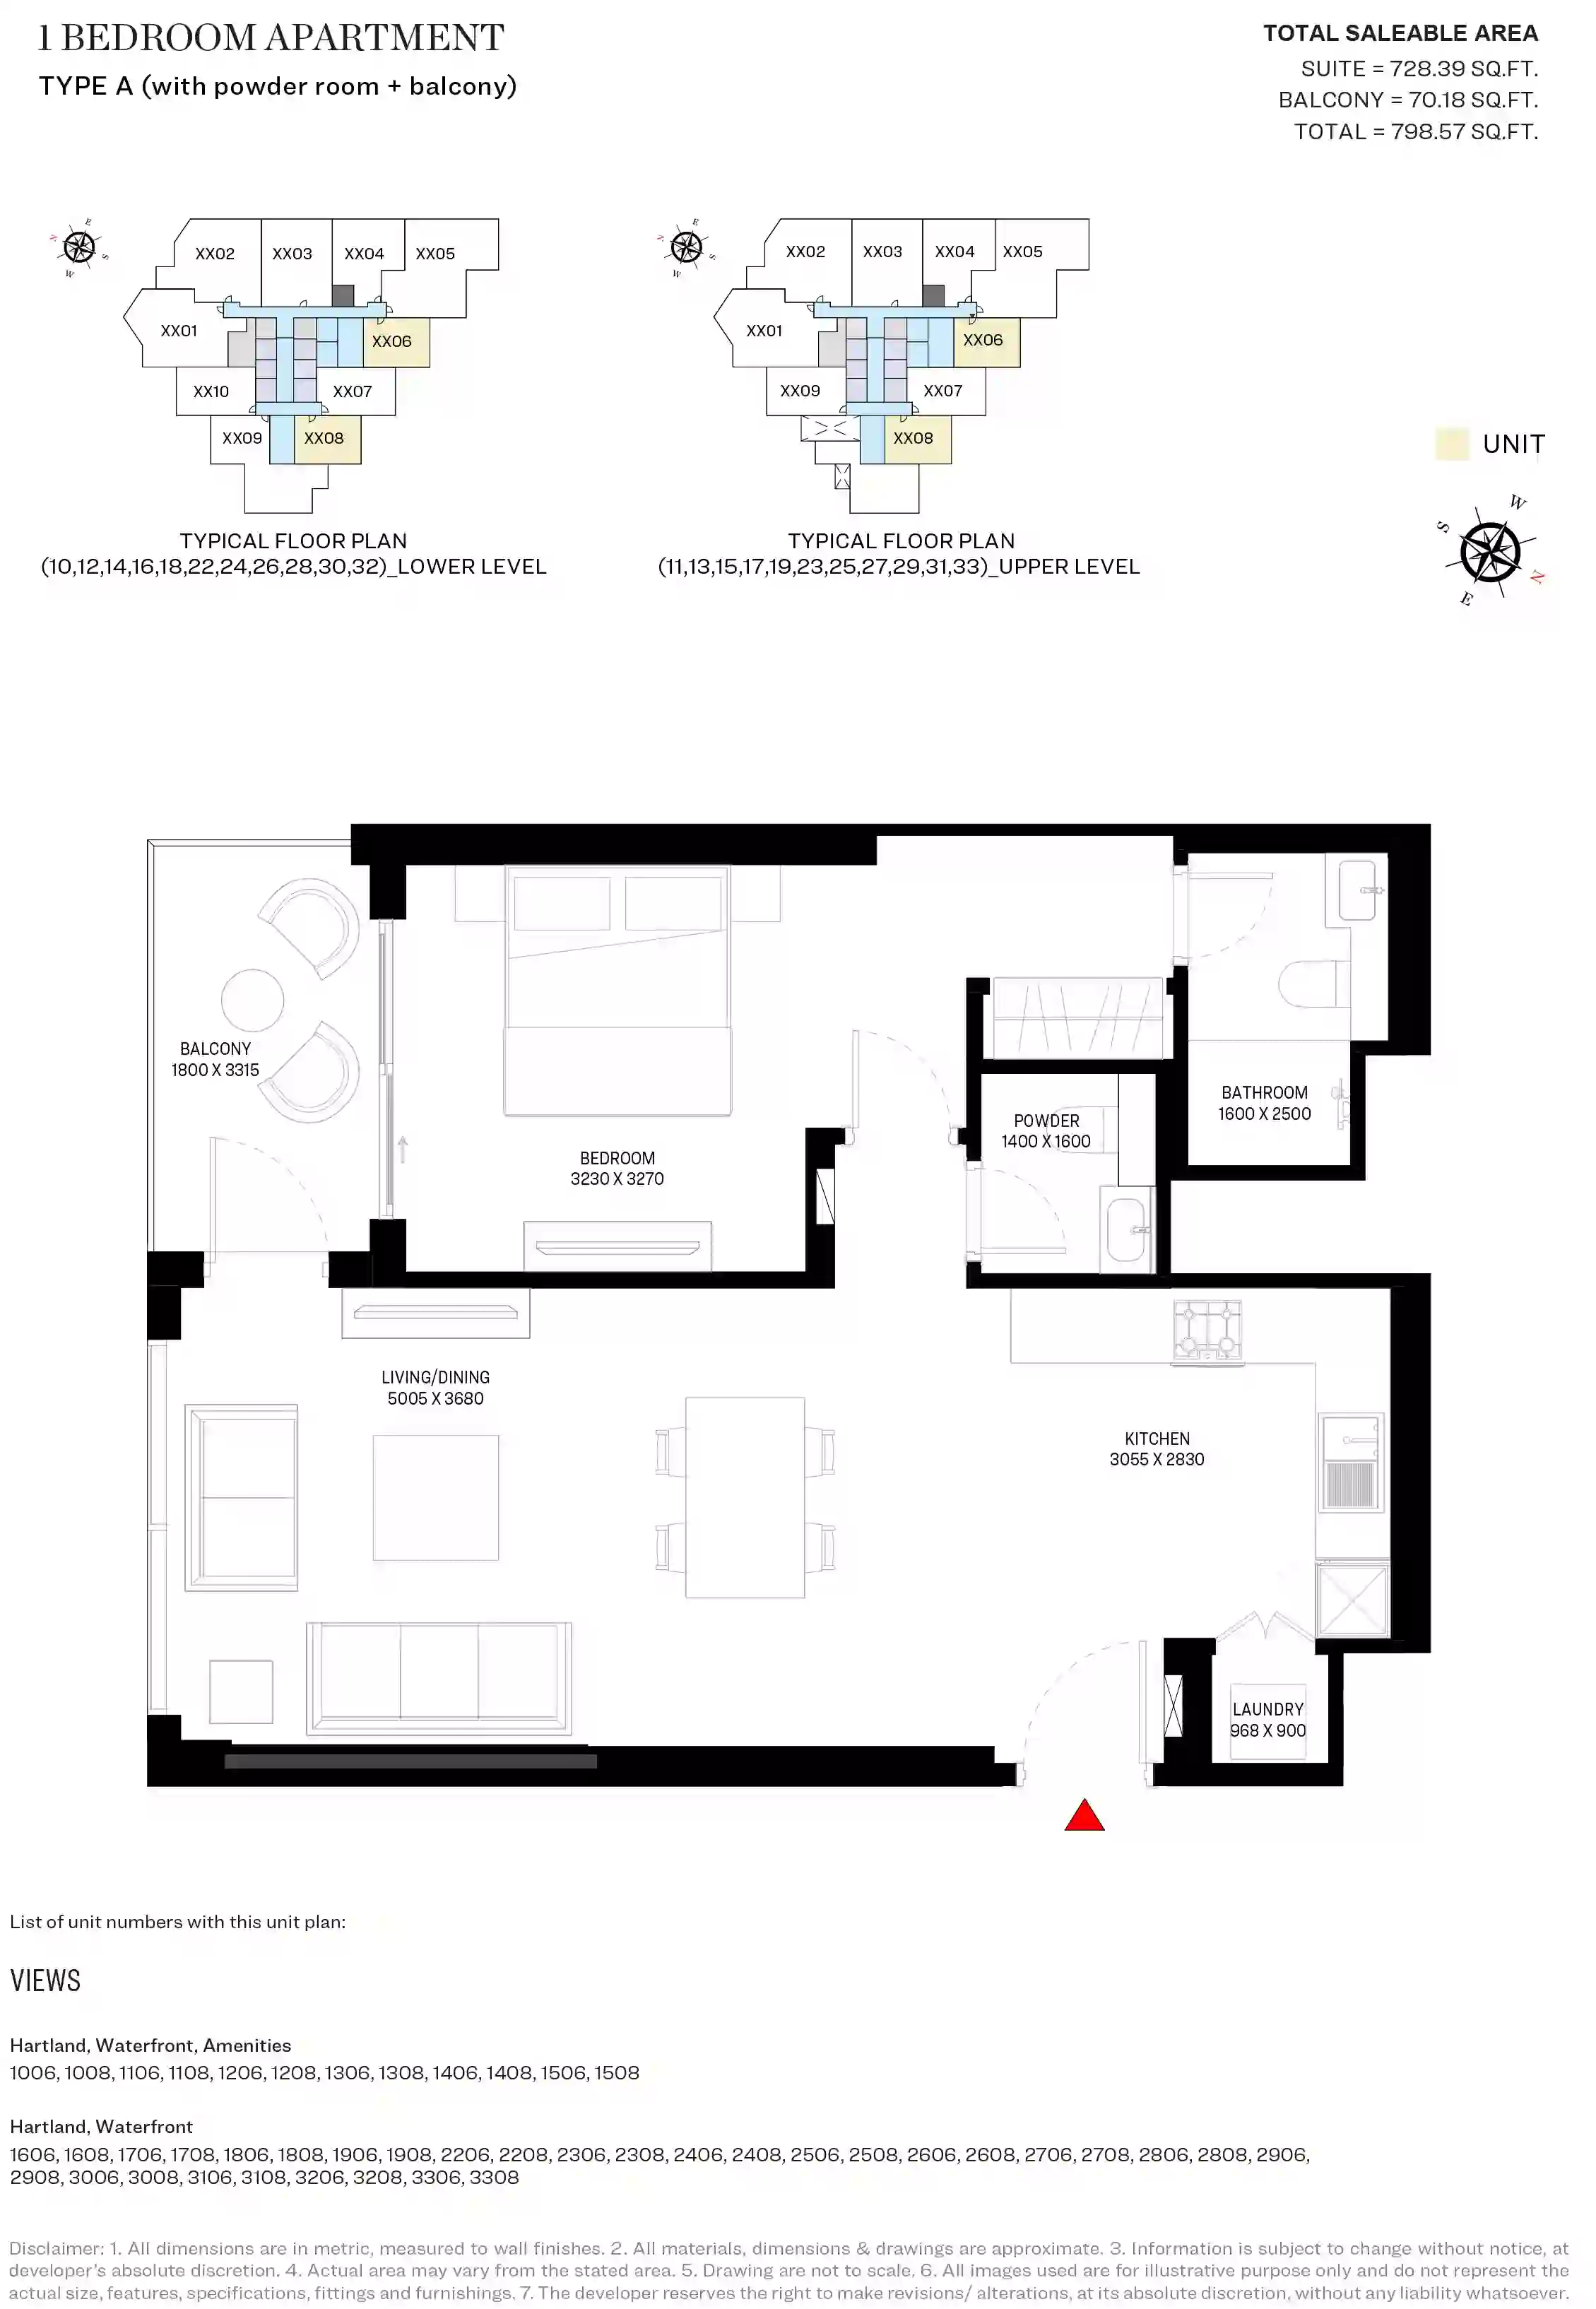 1 BEDROOM APARTMENT
TYPE A (with powder room + balcony)
TOTAL SALEABLE AREA
SUITE = 728.39 SQ.FT.
BALCONY = 70.18 SQ.FT.
TOTAL = 798.57 SQ.FT.
E
N
S
W
XX02
XX03
XX04
XX05
XX01
XX06
XX10
XX07
XX09
XX08
TYPICAL FLOOR PLAN
(10,12,14,16,18,22,24,26,28,30,32)_LOWER LEVEL
E
N
S
W
XX02
XX03
XX04
XX05
XX01
XX06
XX09
XX07
XX08
TYPICAL FLOOR PLAN
(11,13,15,17,19,23,25,27,29,31,33)_UPPER LEVEL
UNIT
W
S
N
E
BALCONY
1800 X 3315
BEDROOM
3230 X 3270
POWDER
1400 X 1600
BATHROOM
1600 X 2500
LIVING/DINING
5005 X 3680
KITCHEN
3055 X 2830
LAUNDRY
968 X 900
List of unit numbers with this unit plan:
VIEWS
Hartland, Waterfront, Amenities
1006, 1008, 1106, 1108, 1206, 1208, 1306, 1308, 1406, 1408, 1506, 1508
Hartland, Waterfront
1606, 1608, 1706, 1708, 1806, 1808, 1906, 1908, 2206, 2208, 2306, 2308, 2406, 2408, 2506, 2508, 2606, 2608, 2706, 2708, 2806, 2808, 2906,
2908, 3006, 3008, 3106, 3108, 3206, 3208, 3306, 3308
Disclaimer: 1. All dimensions are in metric, measured to wall finishes. 2. All materials, dimensions & drawings are approximate. 3. Information is subject to change without notice, at
developer's absolute discretion. 4. Actual area may vary from the stated area. 5. Drawing are not to scale. 6. All images used are for illustrative purpose only and do not represent the
actual size, features, specifications, fittings and furnishings. 7. The developer reserves the right to make revisions/ alterations, at its absolute discretion, without any liability whatsoever.